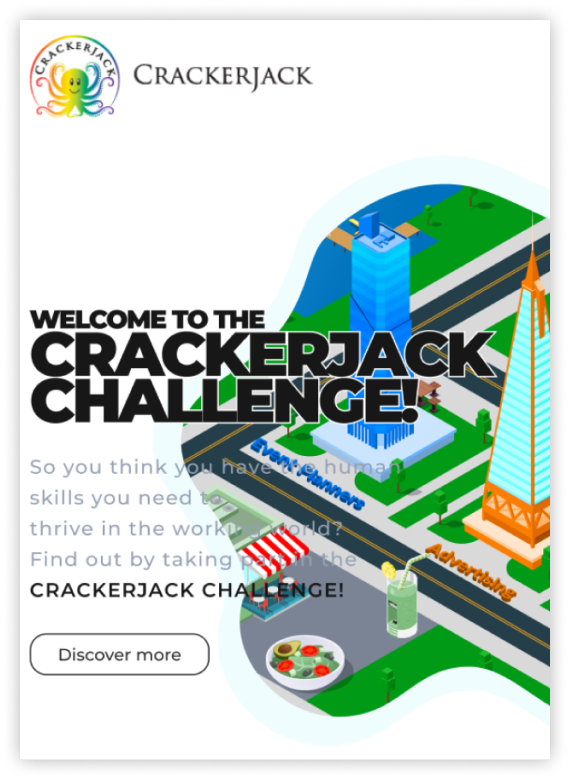 CRACKERJACK
CRACKERJACK
WELCOME TO THE
CRACKERJACK
CHALLENGE!
Event Planners
So you think you have the human
skills you need to
thrive in the working world?
Advertising
Find out by taking part in the
CRACKERJACK CHALLENGE!
Discover more